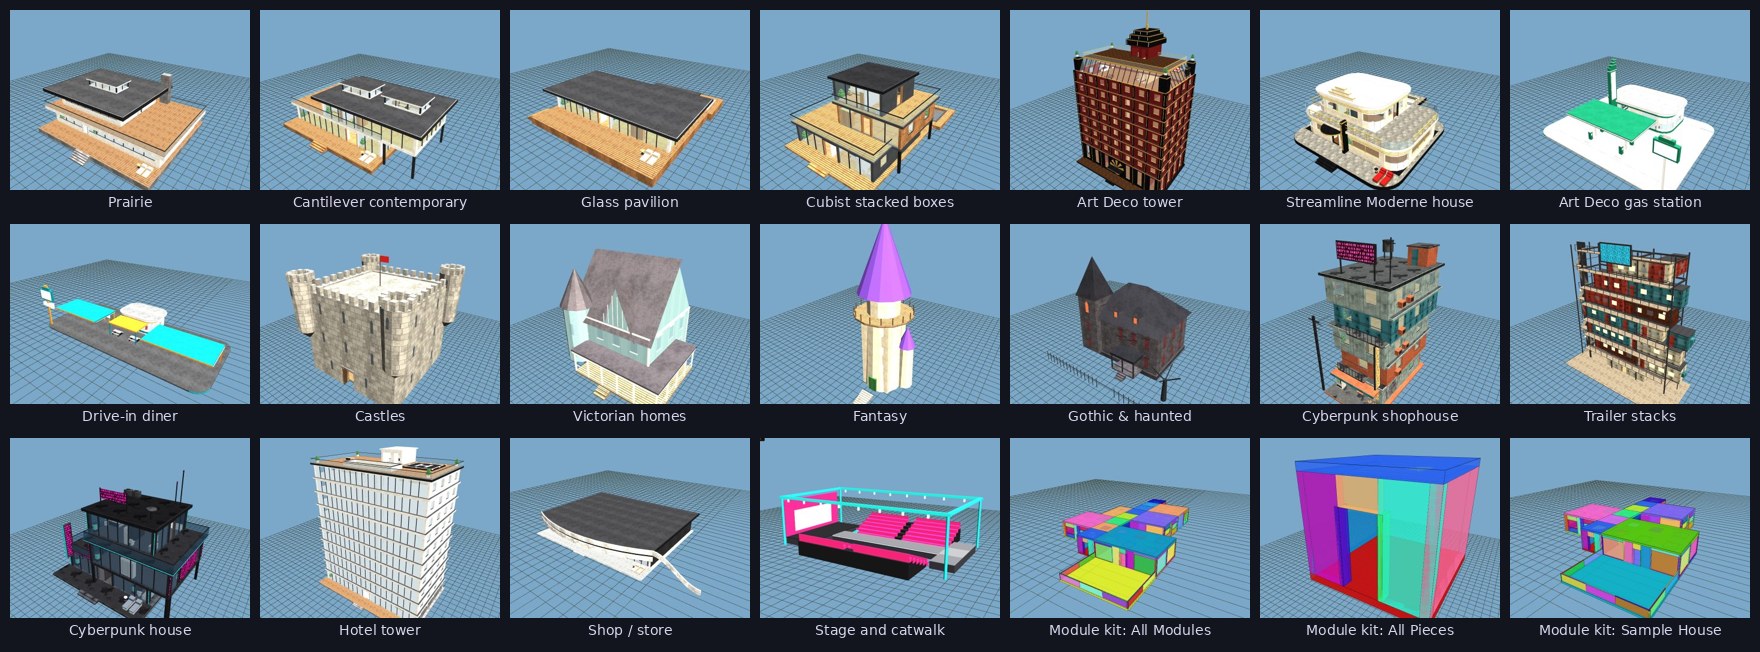 Prairie
Cantilever contemporary
Glass pavilion
Cubist stacked boxes
Art Deco tower
Streamline Moderne house
Art Deco gas station
Drive-in diner
Castles
Victorian homes
Fantasy
Gothic & haunted
Cyberpunk shophouse
Trailer stacks
Cyberpunk house
Hotel tower
Shop / store
Stage and catwalk
Module kit: All Modules
Module kit: All Pieces
Module kit: Sample House